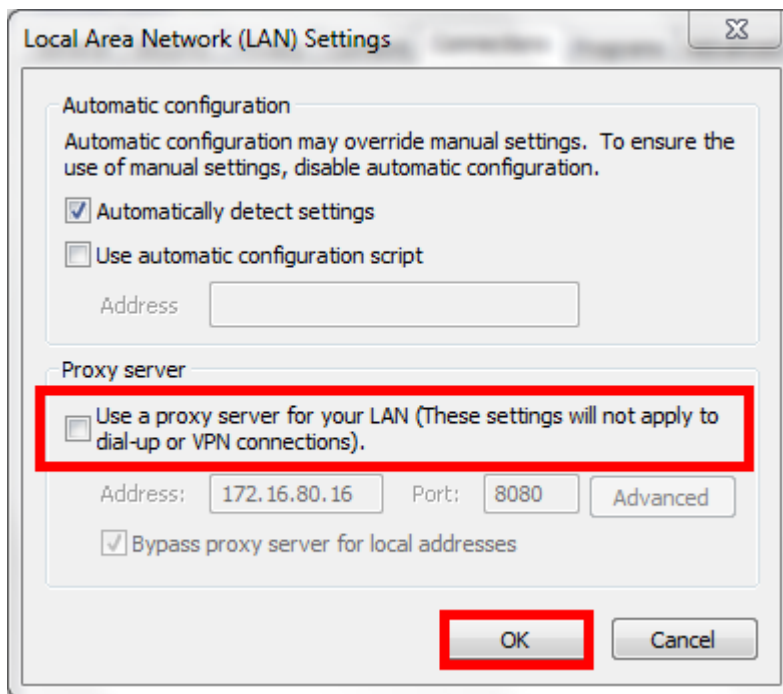 Local Area Network (LAN) Settings
Automatic configuration
Automatic configuration may override manual settings.  To ensure the
use of manual settings, disable automatic configuration.
Automatically detect settings
Use automatic configuration script
Address
Proxy server
Use a proxy server for your LAN (These settings will not apply to
dial-up or VPN connections).
Address: 172.16.80.16 Port: 8080 Advanced
Bypass proxy server for local addresses
OK Cancel